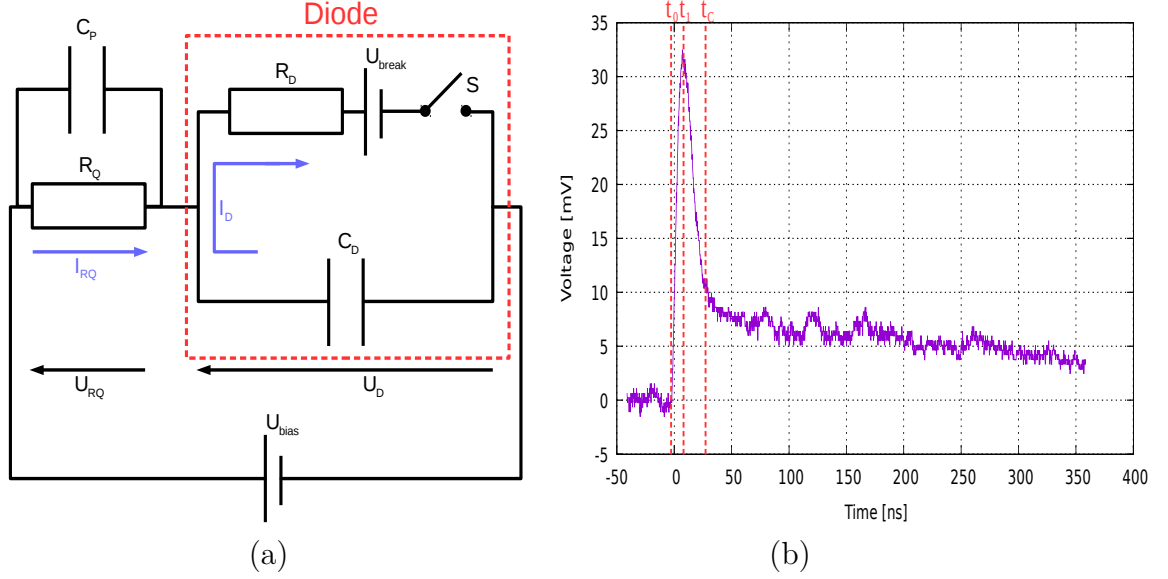 Diode
C_P
R_D
U_break
S
R_Q
I_D
C_D
I_RQ
U_RQ
U_D
U_bias
(a)
t_0 t_1 t_C
35
30
25
20
15
10
5
0
-5
Voltage [mV]
-50 0 50 100 150 200 250 300 350 400
Time [ns]
(b)